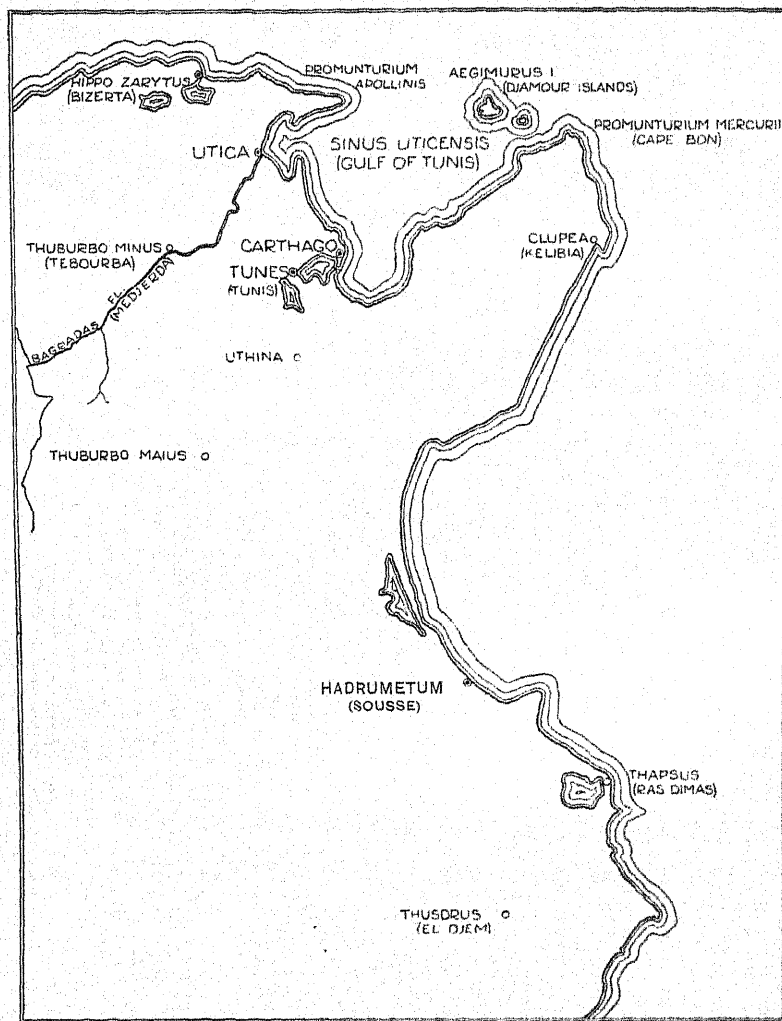 HIPPO ZARYTUS
(BIZERTA)
PROMUNTURIUM
APOLLINIS
AEGIMURUS I
(DJAMOUR ISLANDS)
PROMUNTURIUM MERCURII
(CAPE BON)
SINUS UTICENSIS
(GULF OF TUNIS)
UTICA
THUBURBO MINUS
(TEBOURBA)
CARTHAGO
TUNES
(TUNIS)
CLUPEA
(KELIBIA)
BAGRADAS FL.
(MEDJERDA)
UTHINA
THUBURBO MAIUS
HADRUMETUM
(SOUSSE)
THAPSUS
(RAS DIMAS)
THUSDRUS
(EL DJEM)